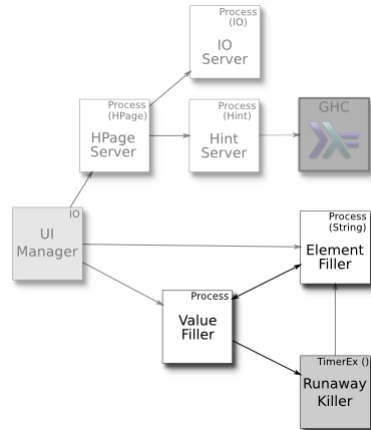 Process
(IO)
IO
Server
Process
(HPage)
HPage
Server
Process
(Hint)
Hint
Server
GHC
IO
UI
Manager
Process
(String)
Element
Filler
Process
Value
Filler
TimerEx ()
Runaway
Killer